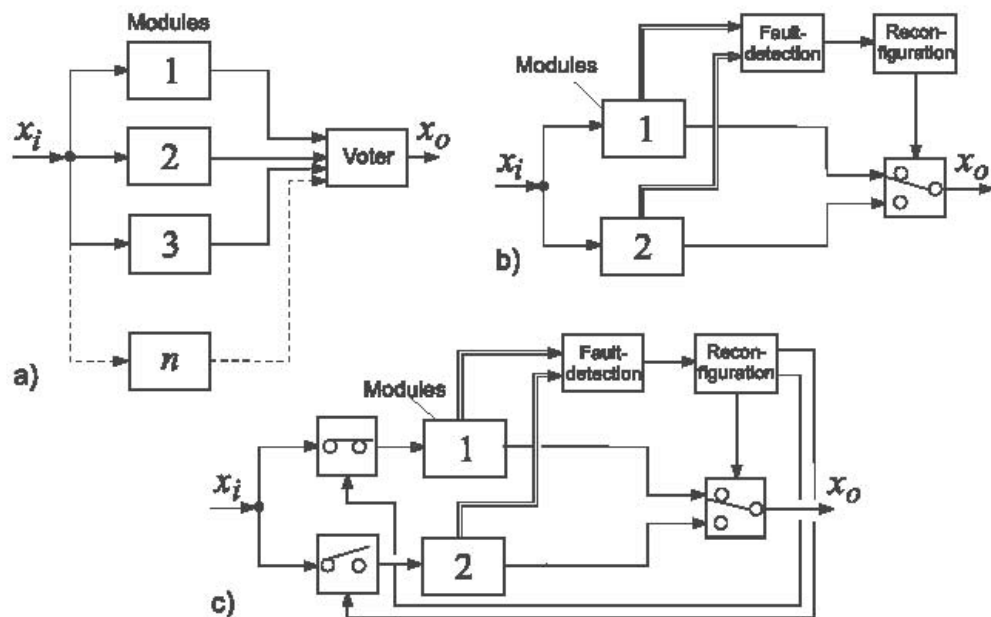 Modules
1
2
3
n
x_i
Voter
x_o
a)
Modules
1
2
x_i
Fault-
detection
Recon-
figuration
x_o
b)
Modules
1
2
x_i
Fault-
detection
Recon-
figuration
x_o
c)